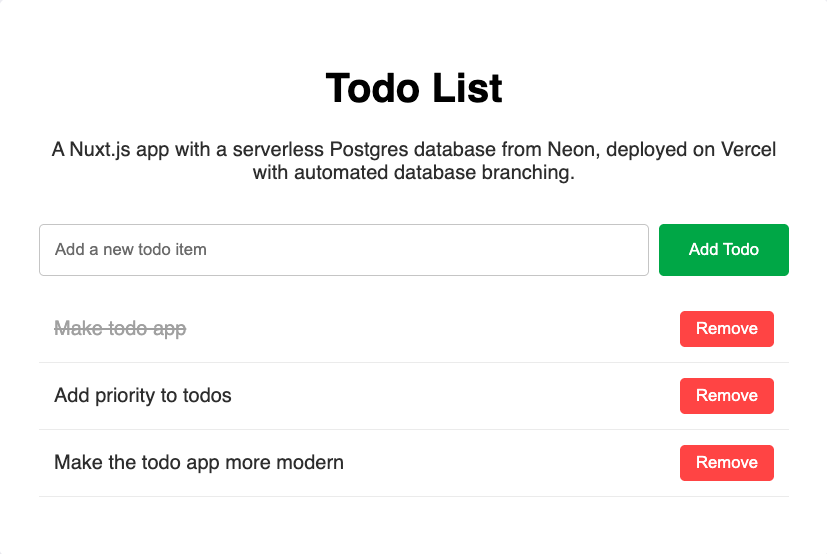 Todo List
A Nuxt.js app with a serverless Postgres database from Neon, deployed on Vercel
with automated database branching.
Add a new todo item
Add Todo
Make todo app
Remove
Add priority to todos
Remove
Make the todo app more modern
Remove